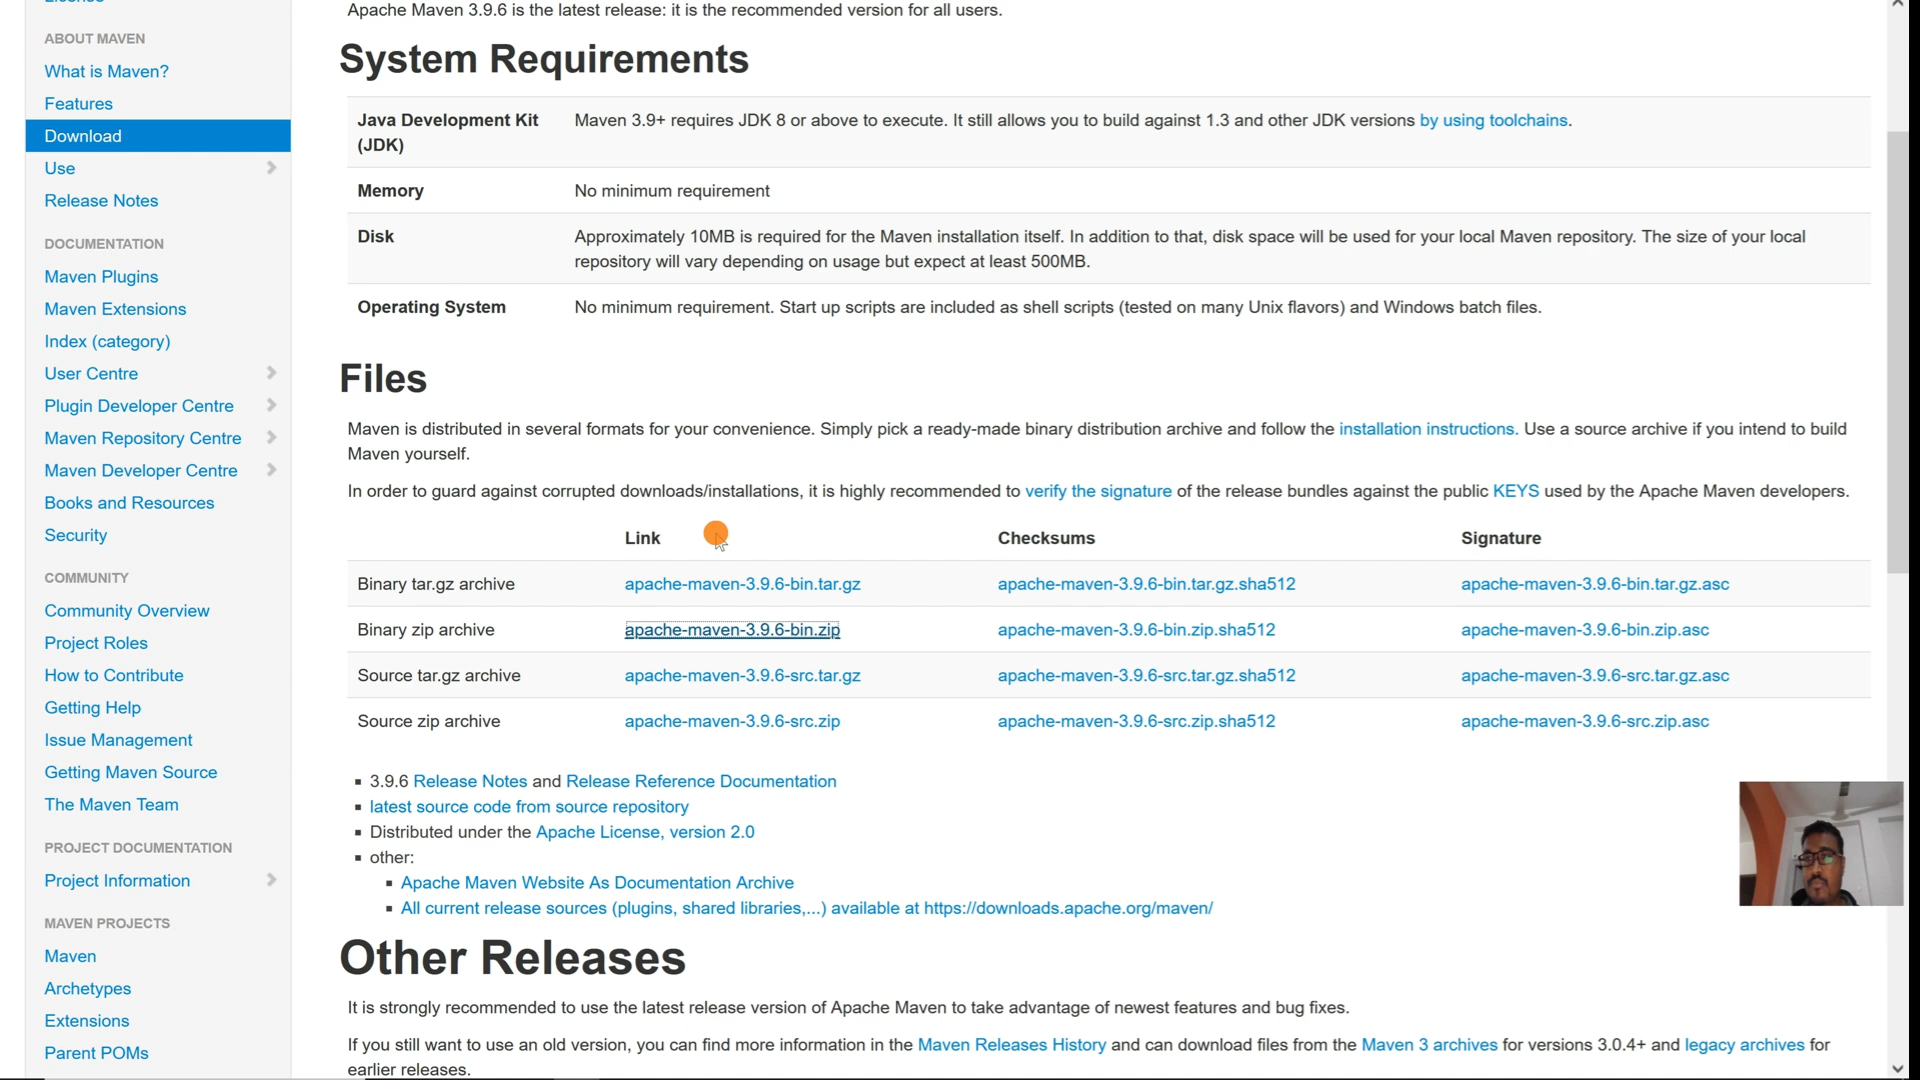 License
ABOUT MAVEN
What is Maven?
Features
Download
Use
Release Notes
DOCUMENTATION
Maven Plugins
Maven Extensions
Index (category)
User Centre
Plugin Developer Centre
Maven Repository Centre
Maven Developer Centre
Books and Resources
Security
COMMUNITY
Community Overview
Project Roles
How to Contribute
Getting Help
Issue Management
Getting Maven Source
The Maven Team
PROJECT DOCUMENTATION
Project Information
MAVEN PROJECTS
Maven
Archetypes
Extensions
Parent POMs
Apache Maven 3.9.6 is the latest release: it is the recommended version for all users.
System Requirements
Java Development Kit (JDK) Maven 3.9+ requires JDK 8 or above to execute. It still allows you to build against 1.3 and other JDK versions by using toolchains.
Memory No minimum requirement
Disk Approximately 10MB is required for the Maven installation itself. In addition to that, disk space will be used for your local Maven repository. The size of your local
repository will vary depending on usage but expect at least 500MB.
Operating System No minimum requirement. Start up scripts are included as shell scripts (tested on many Unix flavors) and Windows batch files.
Files
Maven is distributed in several formats for your convenience. Simply pick a ready-made binary distribution archive and follow the installation instructions. Use a source archive if you intend to build
Maven yourself.
In order to guard against corrupted downloads/installations, it is highly recommended to verify the signature of the release bundles against the public KEYS used by the Apache Maven developers.
Link Checksums Signature
Binary tar.gz archive apache-maven-3.9.6-bin.tar.gz apache-maven-3.9.6-bin.tar.gz.sha512 apache-maven-3.9.6-bin.tar.gz.asc
Binary zip archive apache-maven-3.9.6-bin.zip apache-maven-3.9.6-bin.zip.sha512 apache-maven-3.9.6-bin.zip.asc
Source tar.gz archive apache-maven-3.9.6-src.tar.gz apache-maven-3.9.6-src.tar.gz.sha512 apache-maven-3.9.6-src.tar.gz.asc
Source zip archive apache-maven-3.9.6-src.zip apache-maven-3.9.6-src.zip.sha512 apache-maven-3.9.6-src.zip.asc
3.9.6 Release Notes and Release Reference Documentation
latest source code from source repository
Distributed under the Apache License, version 2.0
other:
Apache Maven Website As Documentation Archive
All current release sources (plugins, shared libraries,...) available at https://downloads.apache.org/maven/
Other Releases
It is strongly recommended to use the latest release version of Apache Maven to take advantage of newest features and bug fixes.
If you still want to use an old version, you can find more information in the Maven Releases History and can download files from the Maven 3 archives for versions 3.0.4+ and legacy archives for
earlier releases.